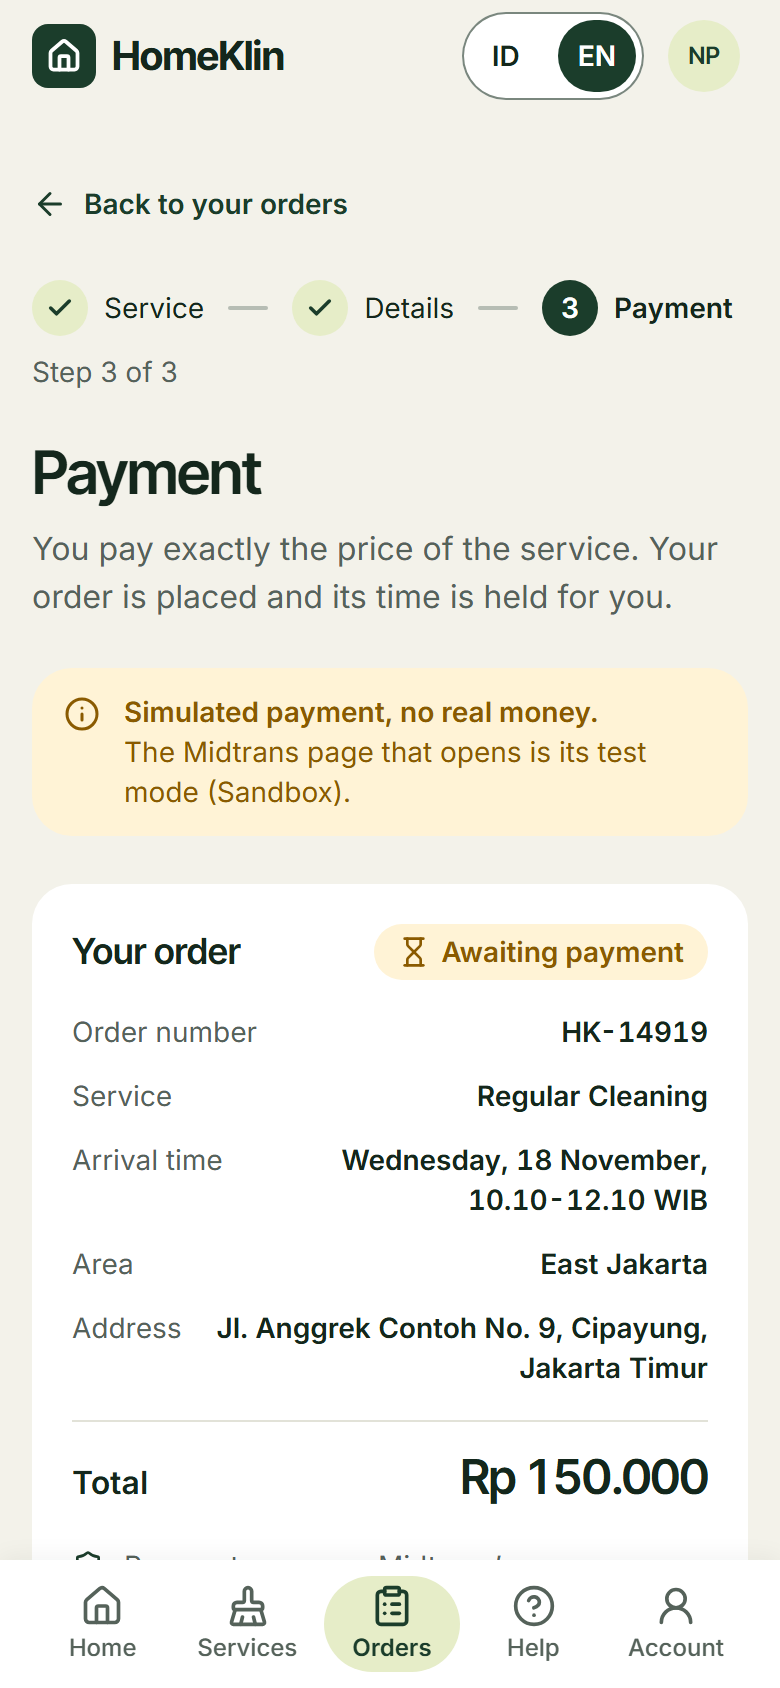 HomeKlin
ID EN
NP
Back to your orders
Service
Details
3 Payment
Step 3 of 3
Payment
You pay exactly the price of the service. Your
order is placed and its time is held for you.
Simulated payment, no real money.
The Midtrans page that opens is its test
mode (Sandbox).
Your order
Awaiting payment
Order number HK-14919
Service Regular Cleaning
Arrival time Wednesday, 18 November,
10.10-12.10 WIB
Area East Jakarta
Address Jl. Anggrek Contoh No. 9, Cipayung,
Jakarta Timur
Total Rp 150.000
Home
Services
Orders
Help
Account